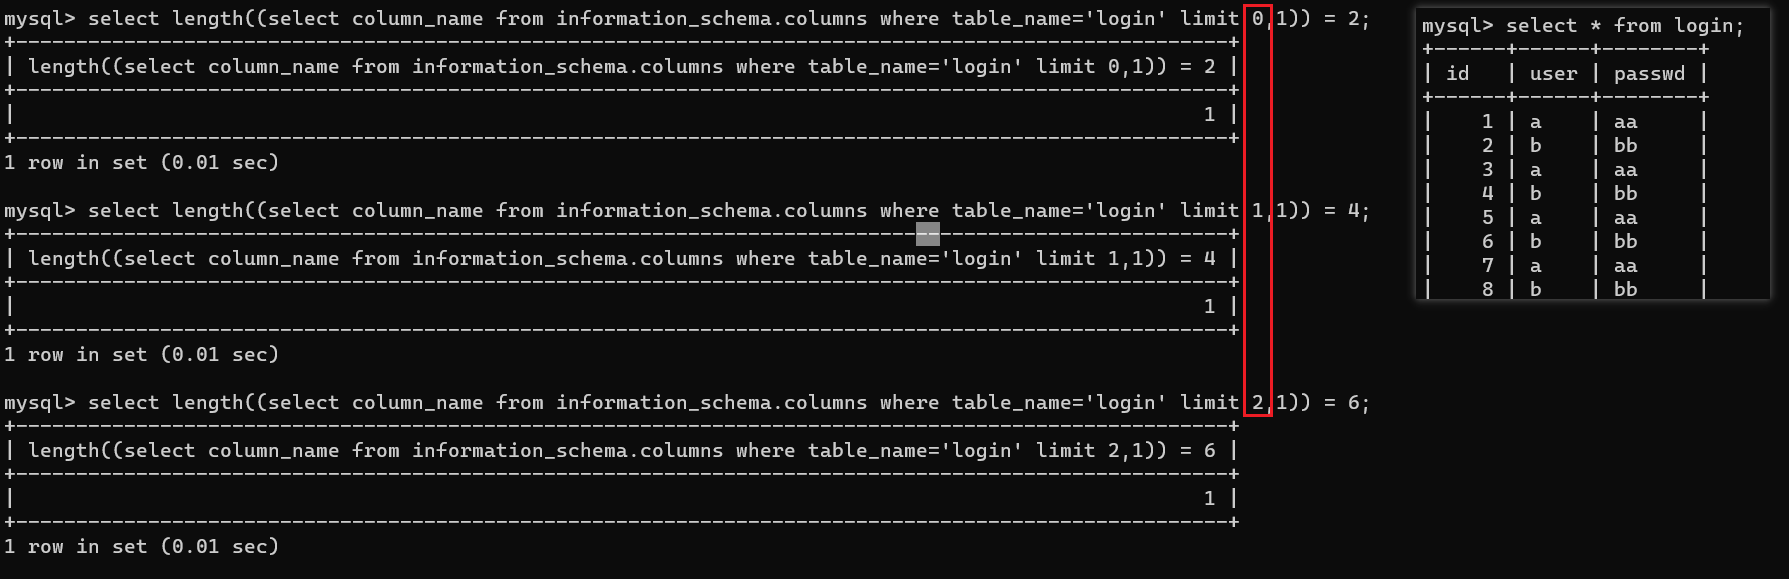 mysql> select length((select column_name from information_schema.columns where table_name='login' limit 0,1)) = 2;
+-----------------------------------------------------------------------------------------------------+
| length((select column_name from information_schema.columns where table_name='login' limit 0,1)) = 2 |
+-----------------------------------------------------------------------------------------------------+
|                                                                                                   1 |
+-----------------------------------------------------------------------------------------------------+
1 row in set (0.01 sec)

mysql> select length((select column_name from information_schema.columns where table_name='login' limit 1,1)) = 4;
+-----------------------------------------------------------------------------------------------------+
| length((select column_name from information_schema.columns where table_name='login' limit 1,1)) = 4 |
+-----------------------------------------------------------------------------------------------------+
|                                                                                                   1 |
+-----------------------------------------------------------------------------------------------------+
1 row in set (0.01 sec)

mysql> select length((select column_name from information_schema.columns where table_name='login' limit 2,1)) = 6;
+-----------------------------------------------------------------------------------------------------+
| length((select column_name from information_schema.columns where table_name='login' limit 2,1)) = 6 |
+-----------------------------------------------------------------------------------------------------+
|                                                                                                   1 |
+-----------------------------------------------------------------------------------------------------+
1 row in set (0.01 sec)

mysql> select * from login;
+------+------+--------+
| id   | user | passwd |
+------+------+--------+
|    1 | a    | aa     |
|    2 | b    | bb     |
|    3 | a    | aa     |
|    4 | b    | bb     |
|    5 | a    | aa     |
|    6 | b    | bb     |
|    7 | a    | aa     |
|    8 | b    | bb     |